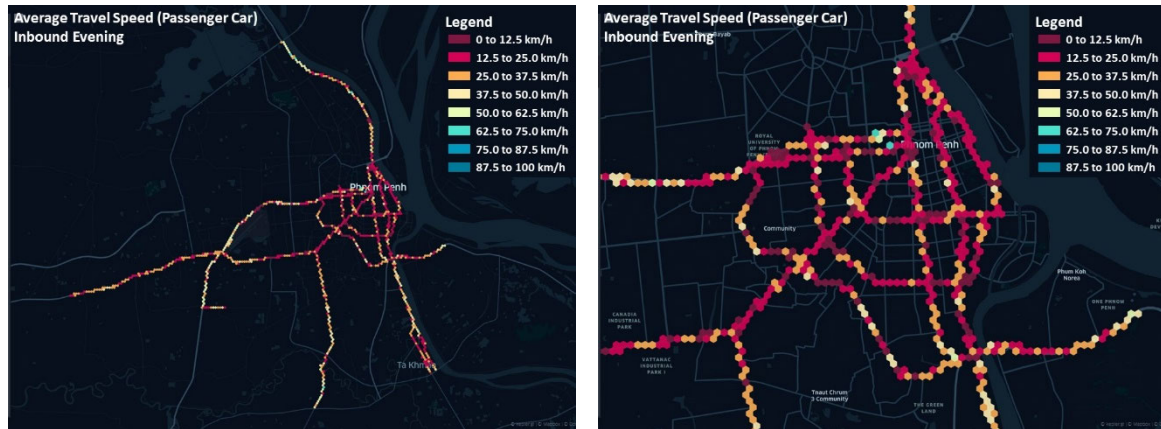 Average Travel Speed (Passenger Car)
Inbound Evening
Legend
0 to 12.5 km/h
12.5 to 25.0 km/h
25.0 to 37.5 km/h
37.5 to 50.0 km/h
50.0 to 62.5 km/h
62.5 to 75.0 km/h
75.0 to 87.5 km/h
87.5 to 100 km/h
Phnom Penh
Ta Khmau
Average Travel Speed (Passenger Car)
Inbound Evening
Legend
0 to 12.5 km/h
12.5 to 25.0 km/h
25.0 to 37.5 km/h
37.5 to 50.0 km/h
50.0 to 62.5 km/h
62.5 to 75.0 km/h
75.0 to 87.5 km/h
87.5 to 100 km/h
ROYAL
UNIVERSITY
OF PHNOM
Penh
Community
Phum Kah
Norea
CANADIA
INDUSTRIAL
PARK
VATTANAC
INDUSTRIAL
PARK I
Tnaut Chrum
3 Community
THE GREEN
LAND